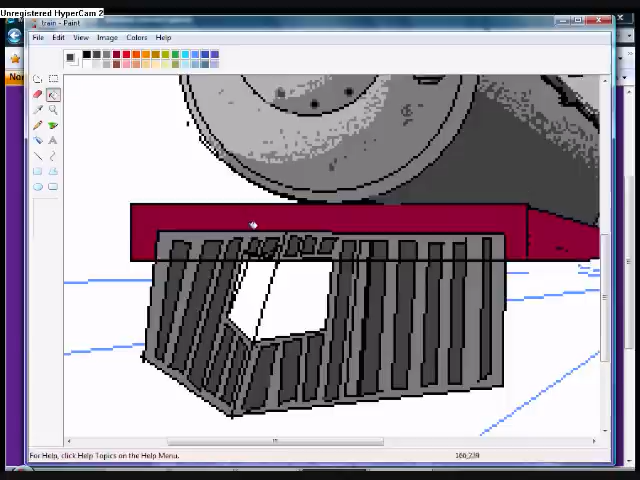 Unregistered HyperCam 2
train - Paint
File Edit View Image Colors Help
For Help, click Help Topics on the Help Menu.